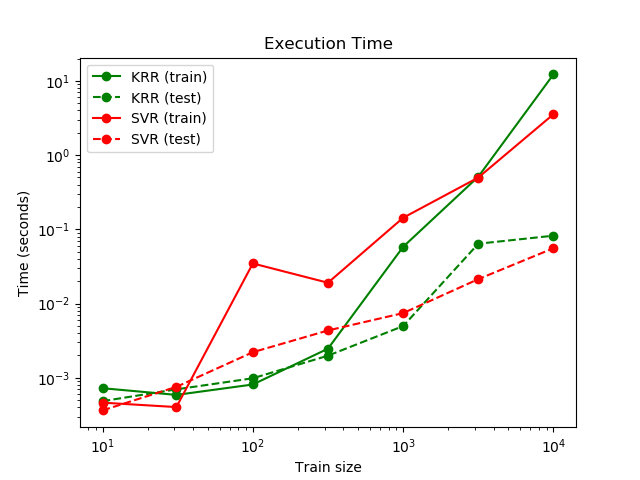 Execution Time
KRR (train)
KRR (test)
SVR (train)
SVR (test)
10¹
10⁰
10⁻¹
10⁻²
10⁻³
Time (seconds)
10¹ 10² 10³ 10⁴
Train size